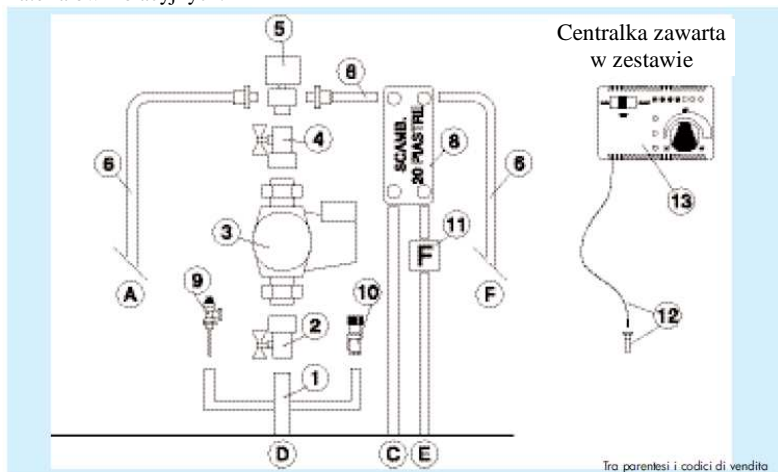 5
Centralka zawarta
w zestawie
6
SCAMB.
20 PIASTRE
4
8
6
6
13
3
11
F
A
9
10
F
12
2
1
D
C
E
Tra parentesi i codici di vendita